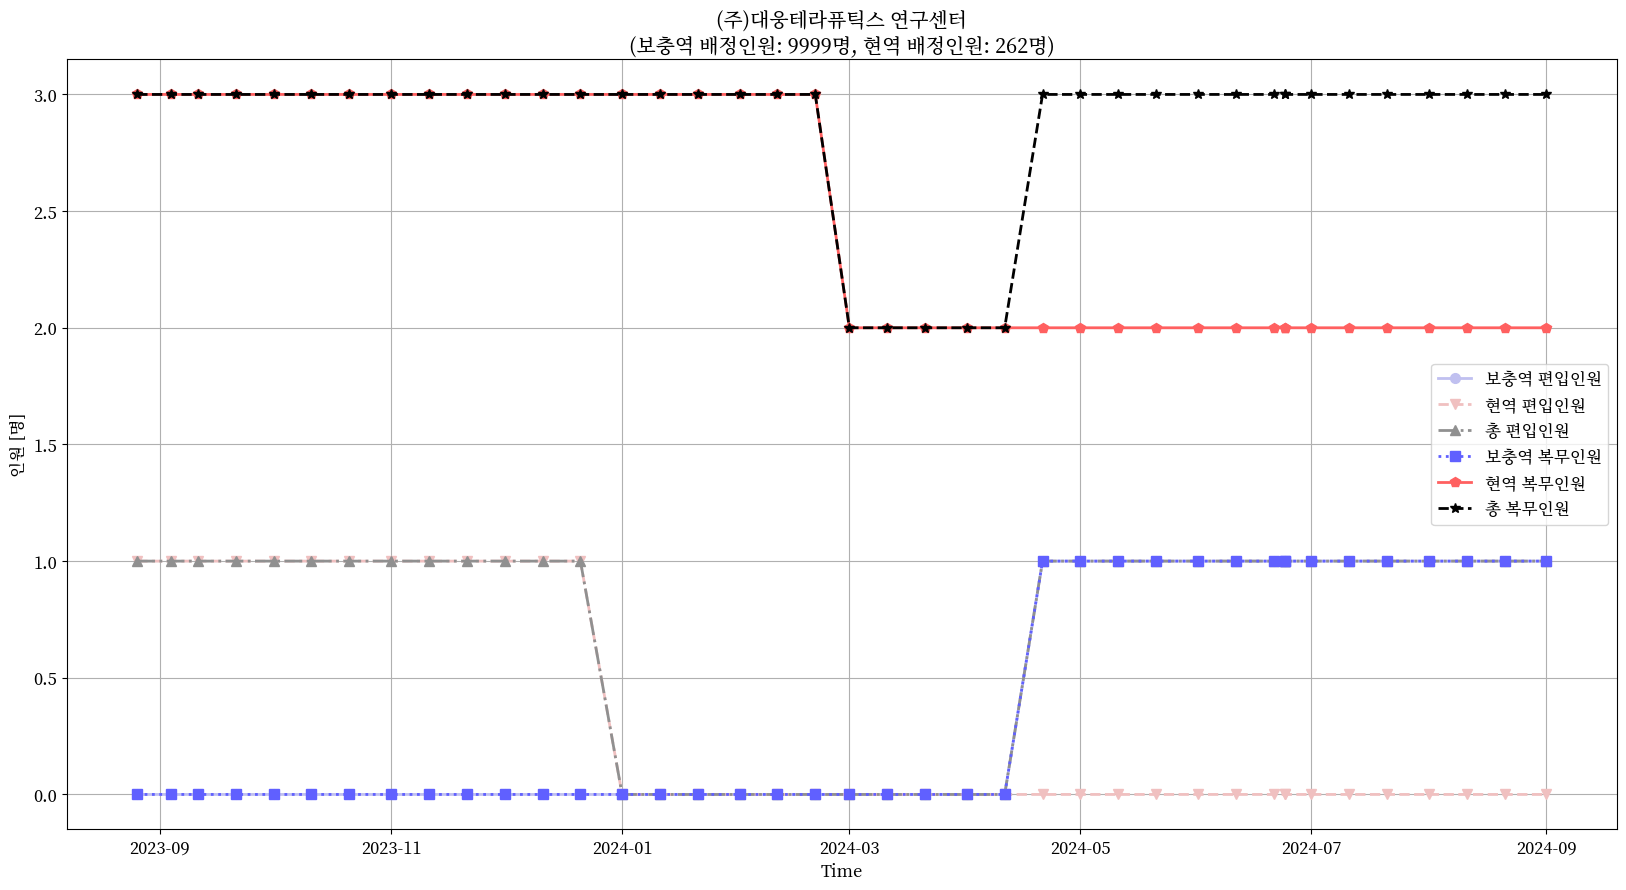 (주)대웅테라퓨틱스 연구센터
(보충역 배정인원: 9999명, 현역 배정인원: 262명)
3.0
2.5
2.0
1.5
1.0
0.5
0.0
인원 [명]
보충역 편입인원
현역 편입인원
총 편입인원
보충역 복무인원
현역 복무인원
총 복무인원
2023-09
2023-11
2024-01
2024-03
2024-05
2024-07
2024-09
Time